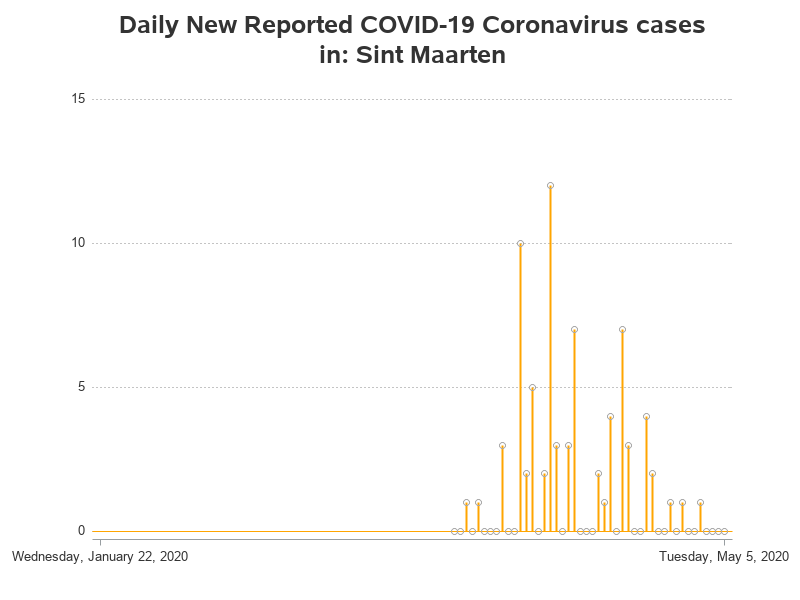 Daily New Reported COVID-19 Coronavirus cases
in: Sint Maarten
15
10
5
0
Wednesday, January 22, 2020
Tuesday, May 5, 2020